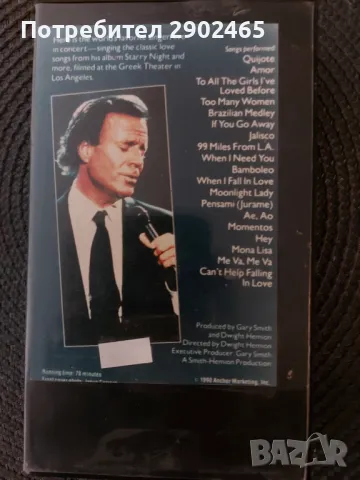 Потребител 2902465
in concert—singing the classic love
songs from his album Starry Night and
more, filmed at the Greek Theater in
Los Angeles.
Songs performed
Quijote
Amor
To All The Girls I've
Loved Before
Too Many Women
Brazilian Medley
If You Go Away
Jalisco
99 Miles From L.A.
When I Need You
Bamboleo
When I Fall In Love
Moonlight Lady
Pensami (Jurame)
Ae, Ao
Momentos
Hey
Mona Lisa
Me Va, Me Va
Can't Help Falling
In Love
Produced by Gary Smith
and Dwight Hemion
Directed by Dwight Hemion
Executive Producer: Gary Smith
A Smith-Hemion Production
Running time: 78 minutes
1990 Anchor Marketing, Inc.
BAZAR